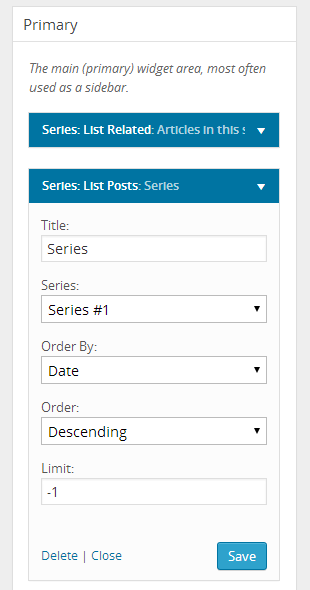 Primary
The main (primary) widget area, most often
used as a sidebar.
Series: List Related: Articles in this
Series: List Posts: Series
Title:
Series
Series:
Series #1
Order By:
Date
Order:
Descending
Limit:
-1
Delete | Close
Save